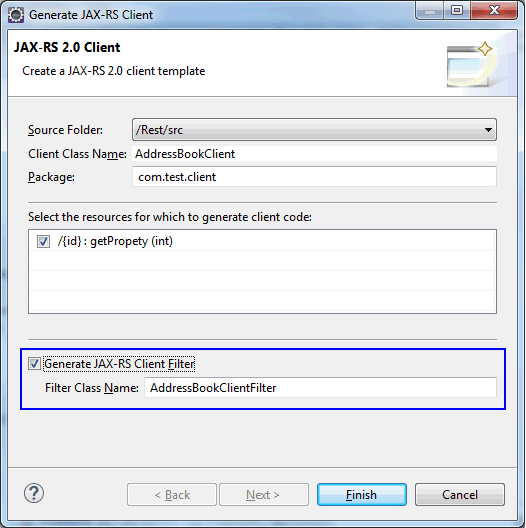 Generate JAX-RS Client
JAX-RS 2.0 Client
Create a JAX-RS 2.0 client template
Source Folder: /Rest/src
Client Class Name: AddressBookClient
Package: com.test.client
Select the resources for which to generate client code:
/{id} : getPropety (int)
Generate JAX-RS Client Filter
Filter Class Name: AddressBookClientFilter
? < Back Next > Finish Cancel